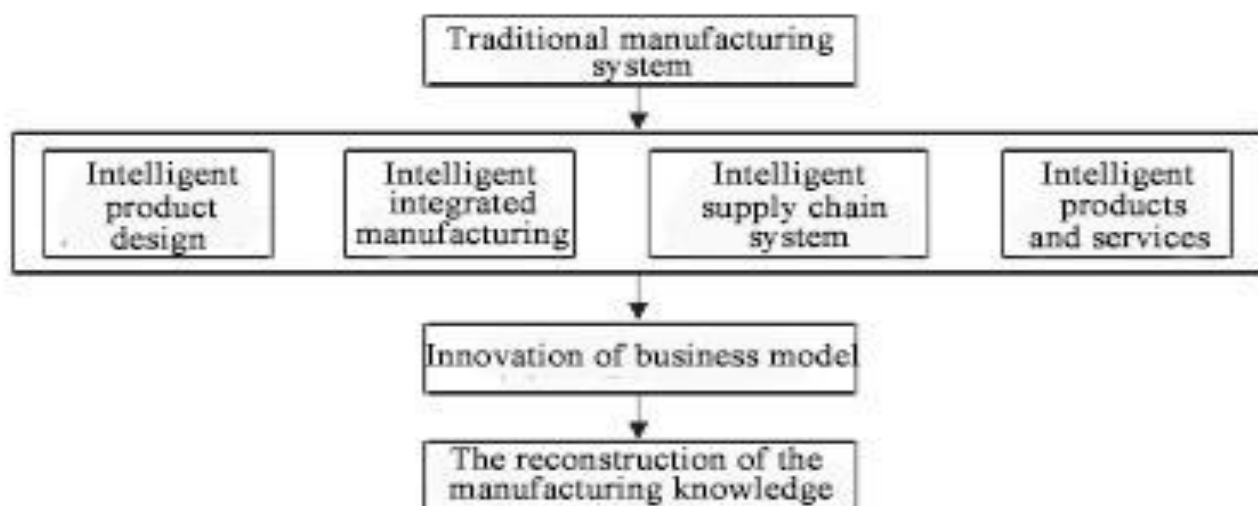 Traditional manufacturing
system
Intelligent
product
design
Intelligent
integrated
manufacturing
Intelligent
supply chain
system
Intelligent
products
and services
Innovation of business model
The reconstruction of the
manufacturing knowledge